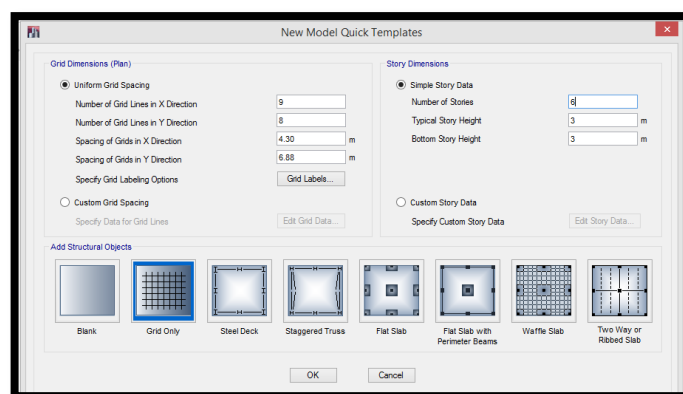 New Model Quick Templates
Grid Dimensions (Plan)
Uniform Grid Spacing
Number of Grid Lines in X Direction 9
Number of Grid Lines in Y Direction 8
Spacing of Grids in X Direction 4.30 m
Spacing of Grids in Y Direction 6.88 m
Specify Grid Labeling Options Grid Labels...
Custom Grid Spacing
Specify Data for Grid Lines Edit Grid Data...
Story Dimensions
Simple Story Data
Number of Stories 6
Typical Story Height 3 m
Bottom Story Height 3 m
Custom Story Data
Specify Custom Story Data Edit Story Data...
Add Structural Objects
Blank
Grid Only
Steel Deck
Staggered Truss
Flat Slab
Flat Slab with
Perimeter Beams
Waffle Slab
Two Way or
Ribbed Slab
OK Cancel